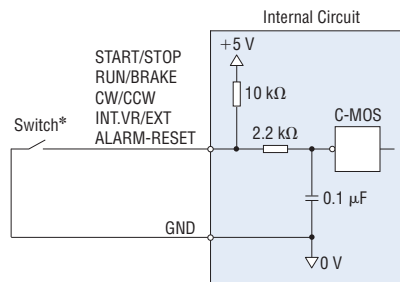 Internal Circuit
+5 V
START/STOP
RUN/BRAKE
CW/CCW
INT.VR/EXT
ALARM-RESET
10 kΩ
C-MOS
Switch*
2.2 kΩ
0.1 µF
GND
0 V